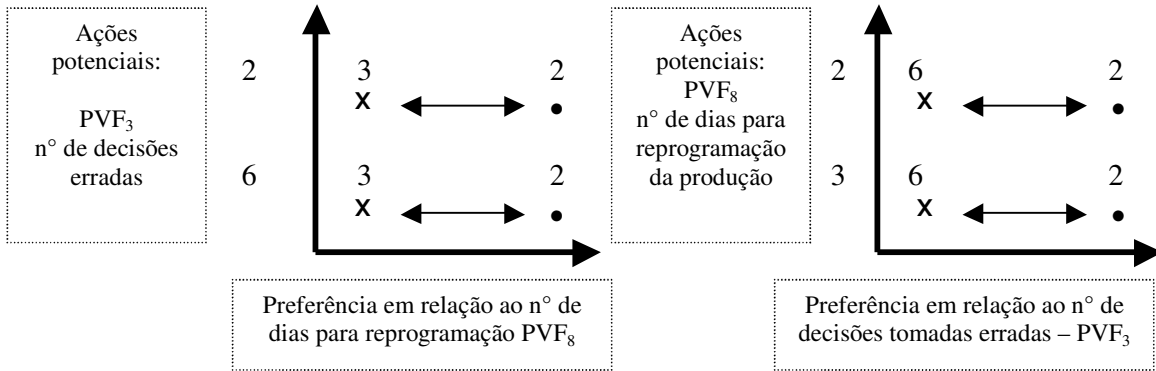 Ações
potenciais:
PVF3
n° de decisões
erradas
2
3
2
x
•
6
3
2
x
•
Preferência em relação ao n° de
dias para reprogramação PVF8
Ações
potenciais:
PVF8
n° de dias para
reprogramação
da produção
2
6
2
x
•
3
6
2
x
•
Preferência em relação ao n° de
decisões tomadas erradas – PVF3